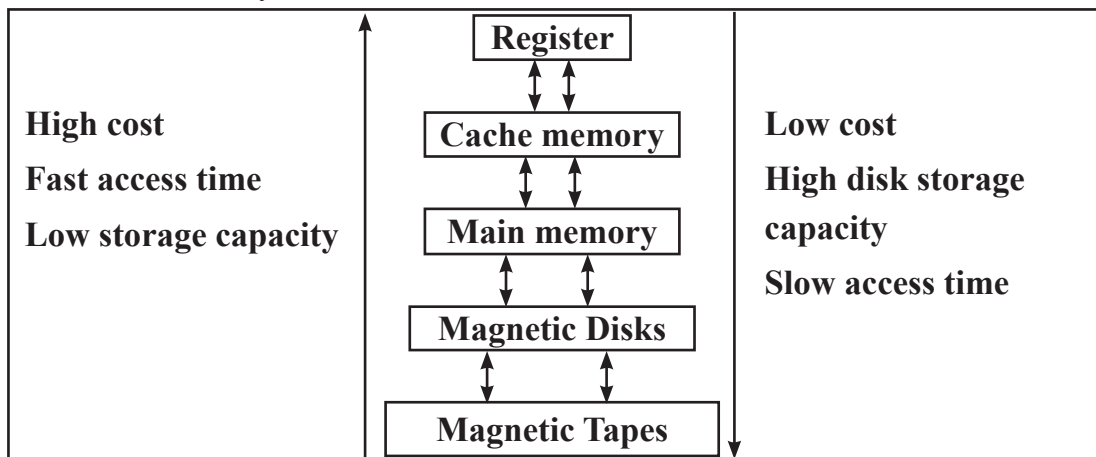 Register
High cost
Cache memory
Low cost
Fast access time
High disk storage
capacity
Low storage capacity
Main memory
Slow access time
Magnetic Disks
Magnetic Tapes